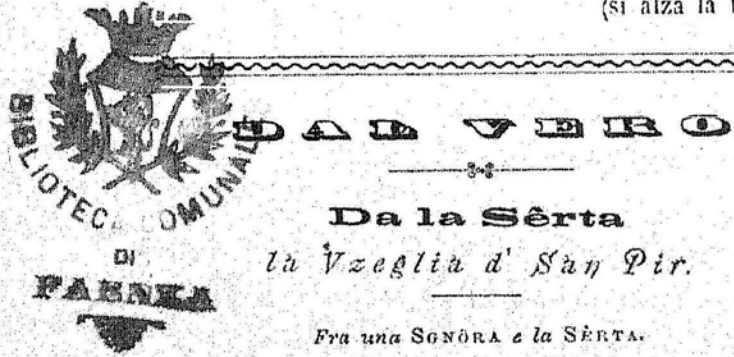 (si alza la
BIBLIOTECA COMUNALE
DI
FAENZA
DAL VERO
Da la Sêrta
la Vzeglia d' San Pir.
Fra una SGNÔRA e la SÊRTA.